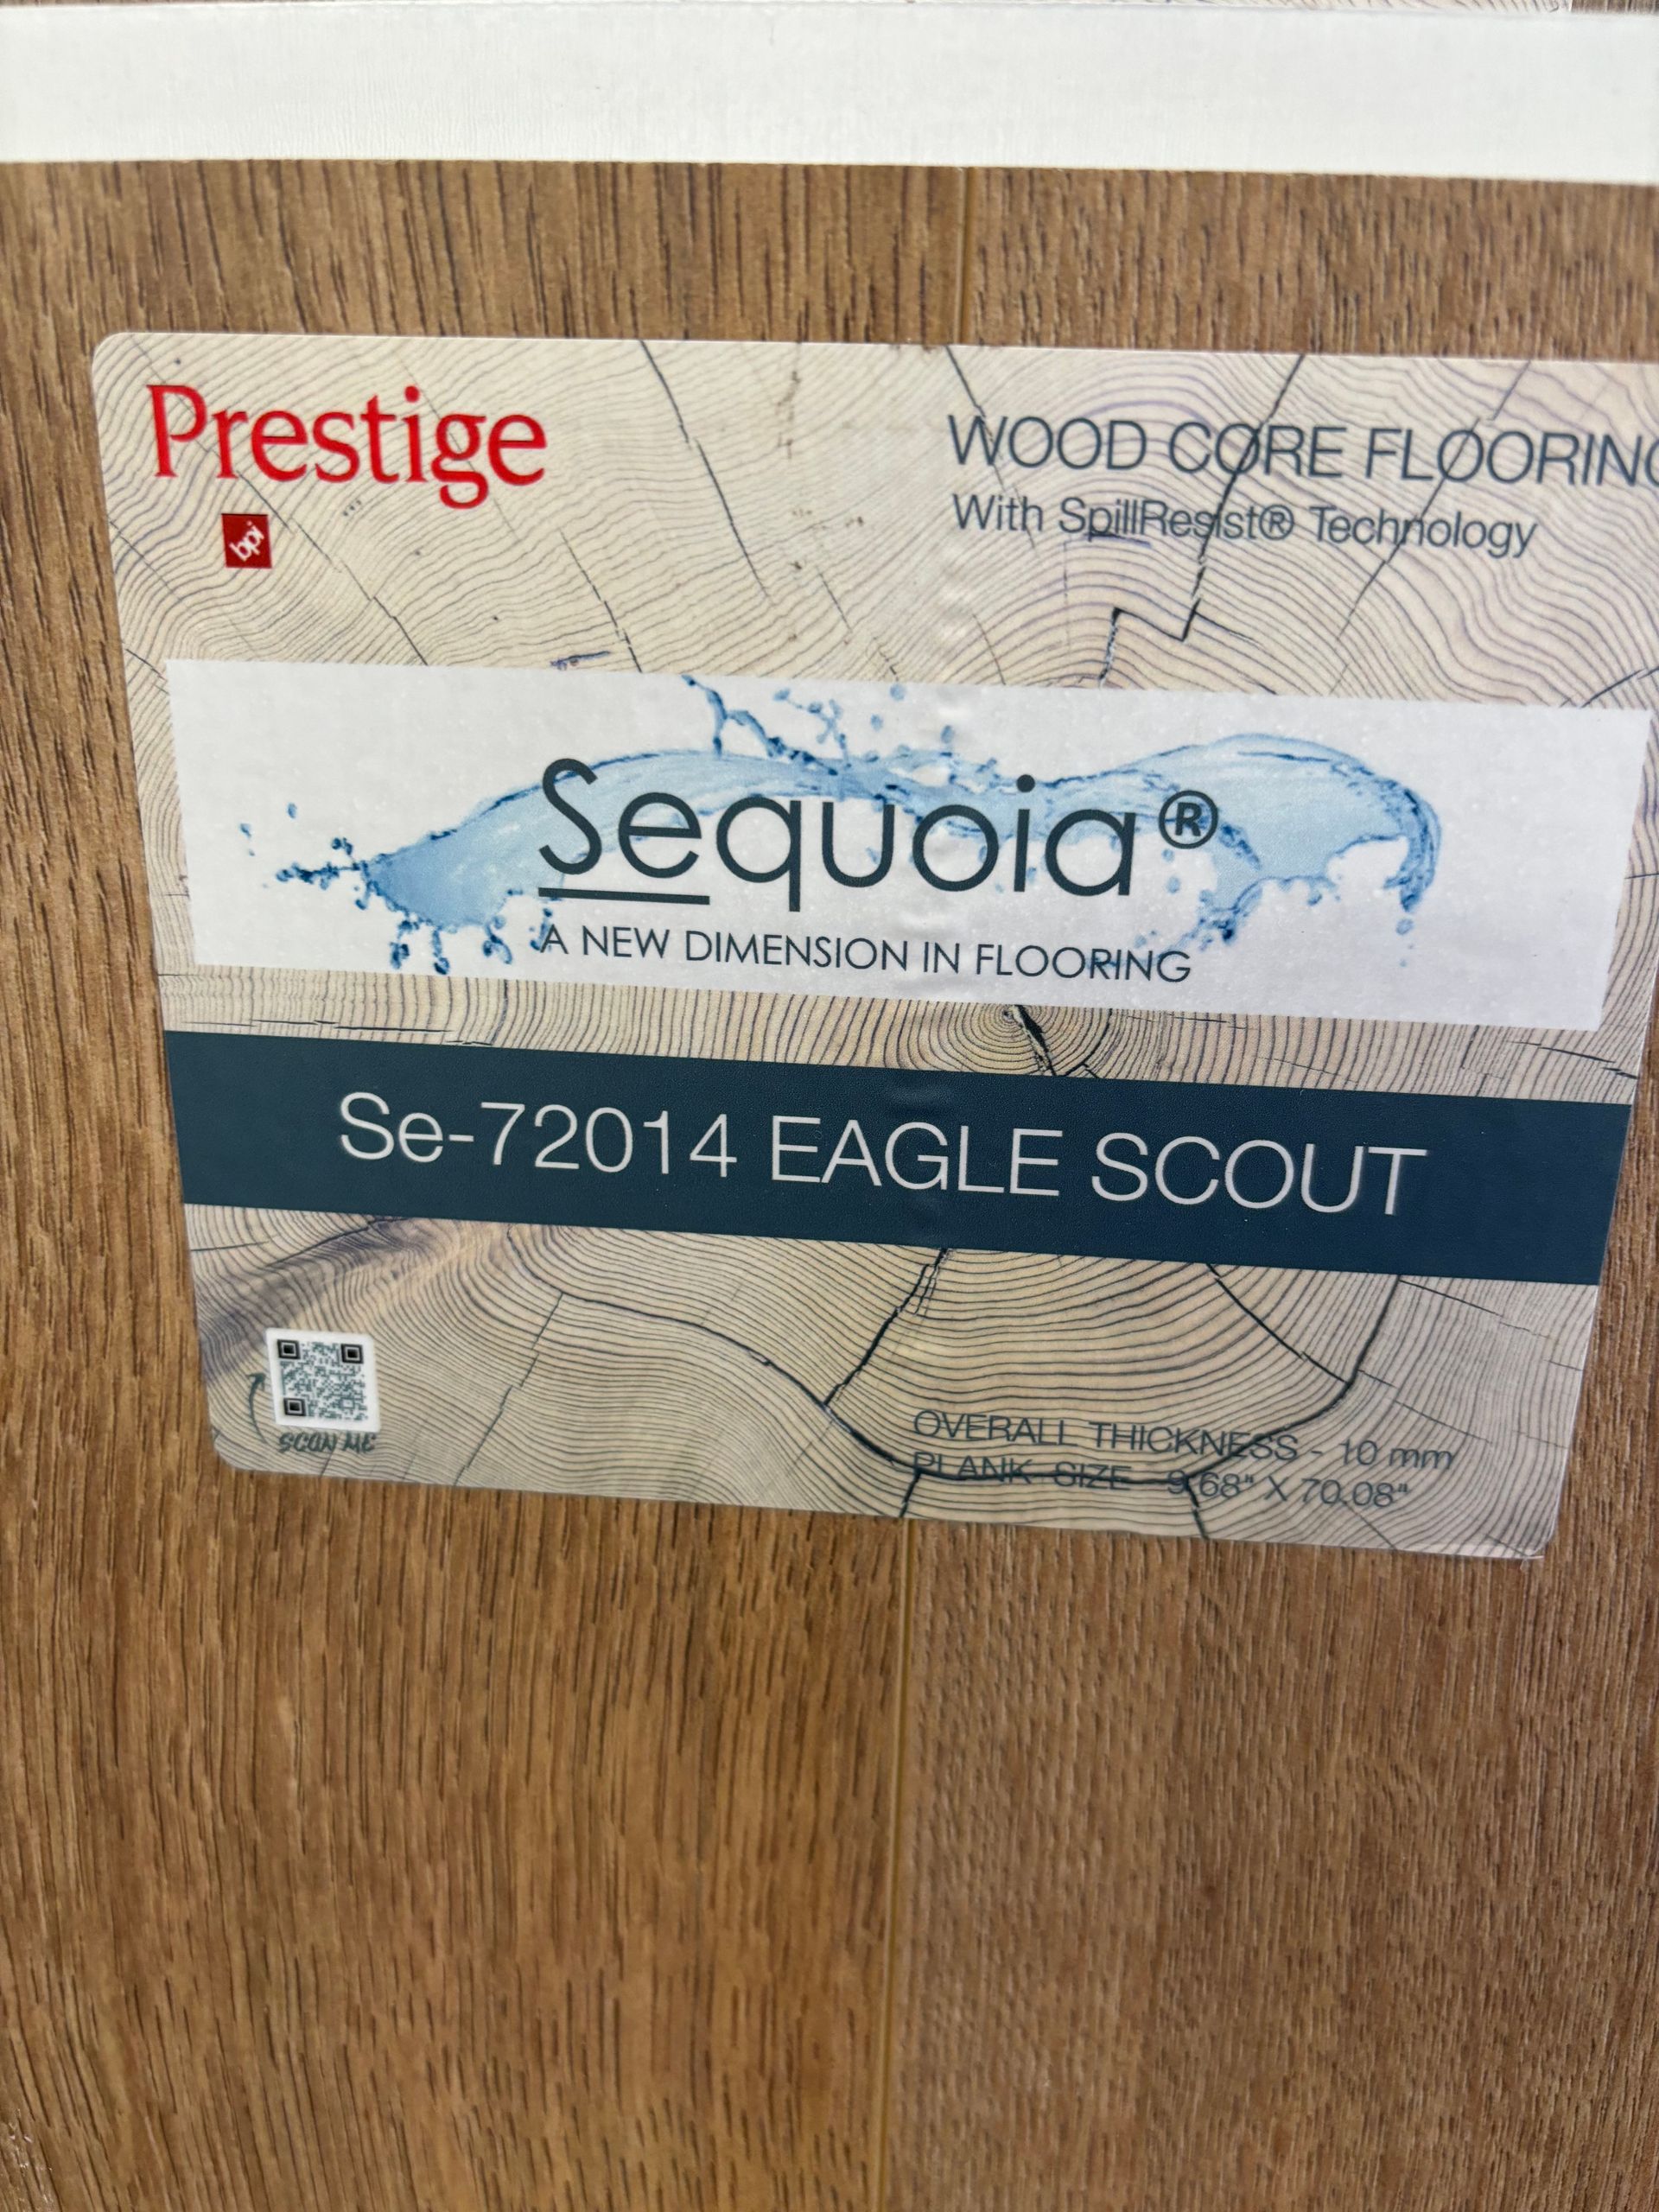 Prestige
bpi
WOOD CORE FLOORING
With SpillResist® Technology
Sequoia®
A NEW DIMENSION IN FLOORING
Se-72014 EAGLE SCOUT
SCAN ME
OVERALL THICKNESS - 10 mm
PLANK SIZE - 9.68" X 70.08"